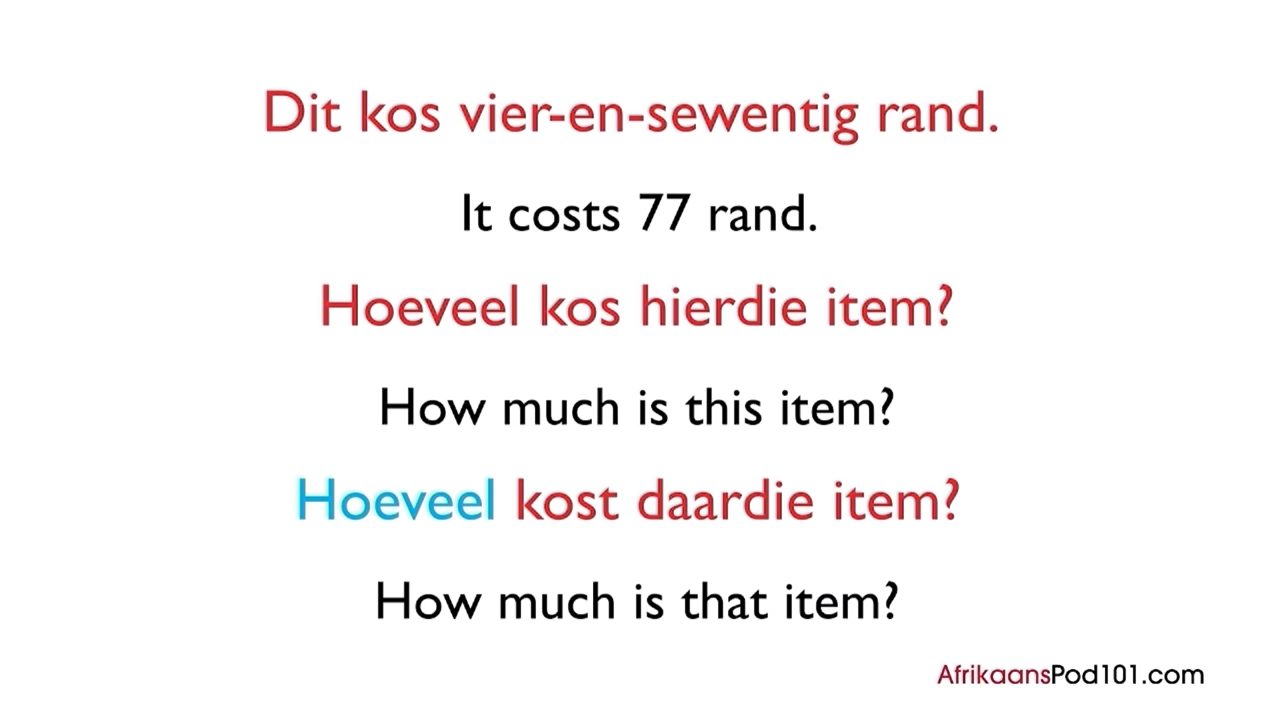 Dit kos vier-en-sewentig rand.
It costs 77 rand.
Hoeveel kos hierdie item?
How much is this item?
Hoeveel kost daardie item?
How much is that item?
AfrikaansPod101.com